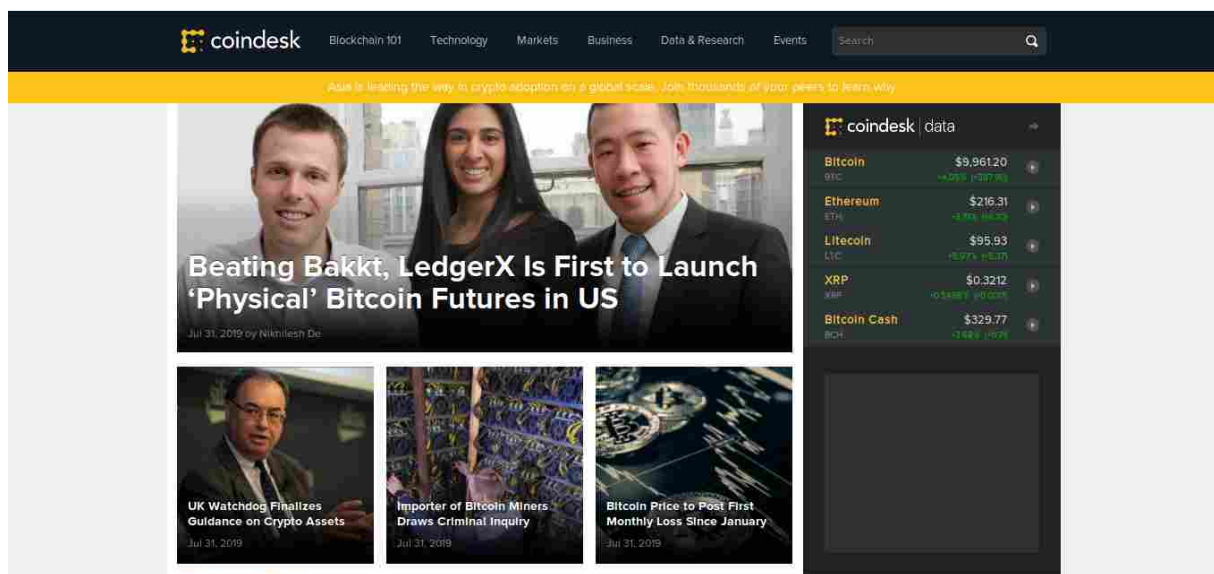 coindesk
Blockchain 101
Technology
Markets
Business
Data & Research
Events
Search
Asia is leading the way in crypto adoption on a global scale. Join thousands of your peers to learn why
Beating Bakkt, LedgerX Is First to Launch
‘Physical’ Bitcoin Futures in US
Jul 31, 2019 by Nikhilesh De
UK Watchdog Finalizes
Guidance on Crypto Assets
Jul 31, 2019
Importer of Bitcoin Miners
Draws Criminal Inquiry
Jul 31, 2019
Bitcoin Price to Post First
Monthly Loss Since January
Jul 31, 2019
coindesk data
Bitcoin $9,961.20
BTC
Ethereum $216.31
ETH
Litecoin $95.93
LTC
XRP $0.3212
XRP
Bitcoin Cash $329.77
BCH